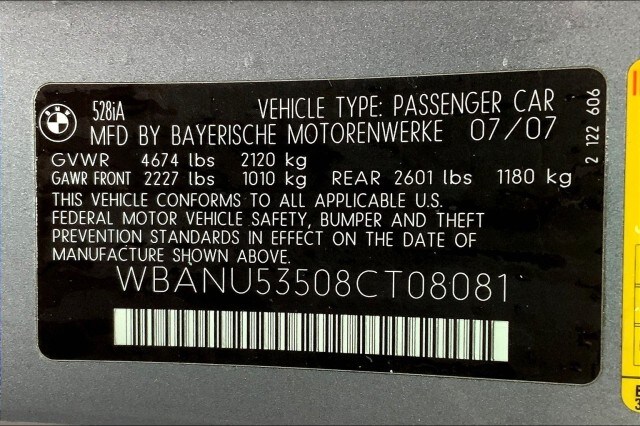 BMW
528iA VEHICLE TYPE: PASSENGER CAR
MFD BY BAYERISCHE MOTORENWERKE 07/07
GVWR 4674 lbs 2120 kg
GAWR FRONT 2227 lbs 1010 kg REAR 2601 lbs 1180 kg
THIS VEHICLE CONFORMS TO ALL APPLICABLE U.S.
FEDERAL MOTOR VEHICLE SAFETY, BUMPER AND THEFT
PREVENTION STANDARDS IN EFFECT ON THE DATE OF
MANUFACTURE SHOWN ABOVE.
WBANU53508CT08081
2 122 606